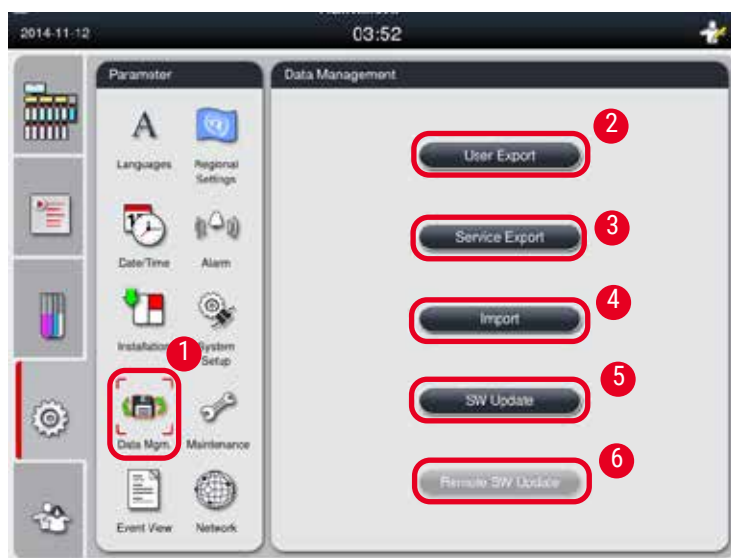 2014-11-12
03:52
Parameter
Data Management
Languages
Regional
Settings
Date/Time
Alarm
Installation
System
Setup
Data Mgm.
Maintenance
Event View
Network
1
User Export
2
Service Export
3
Import
4
SW Update
5
Remote SW Update
6